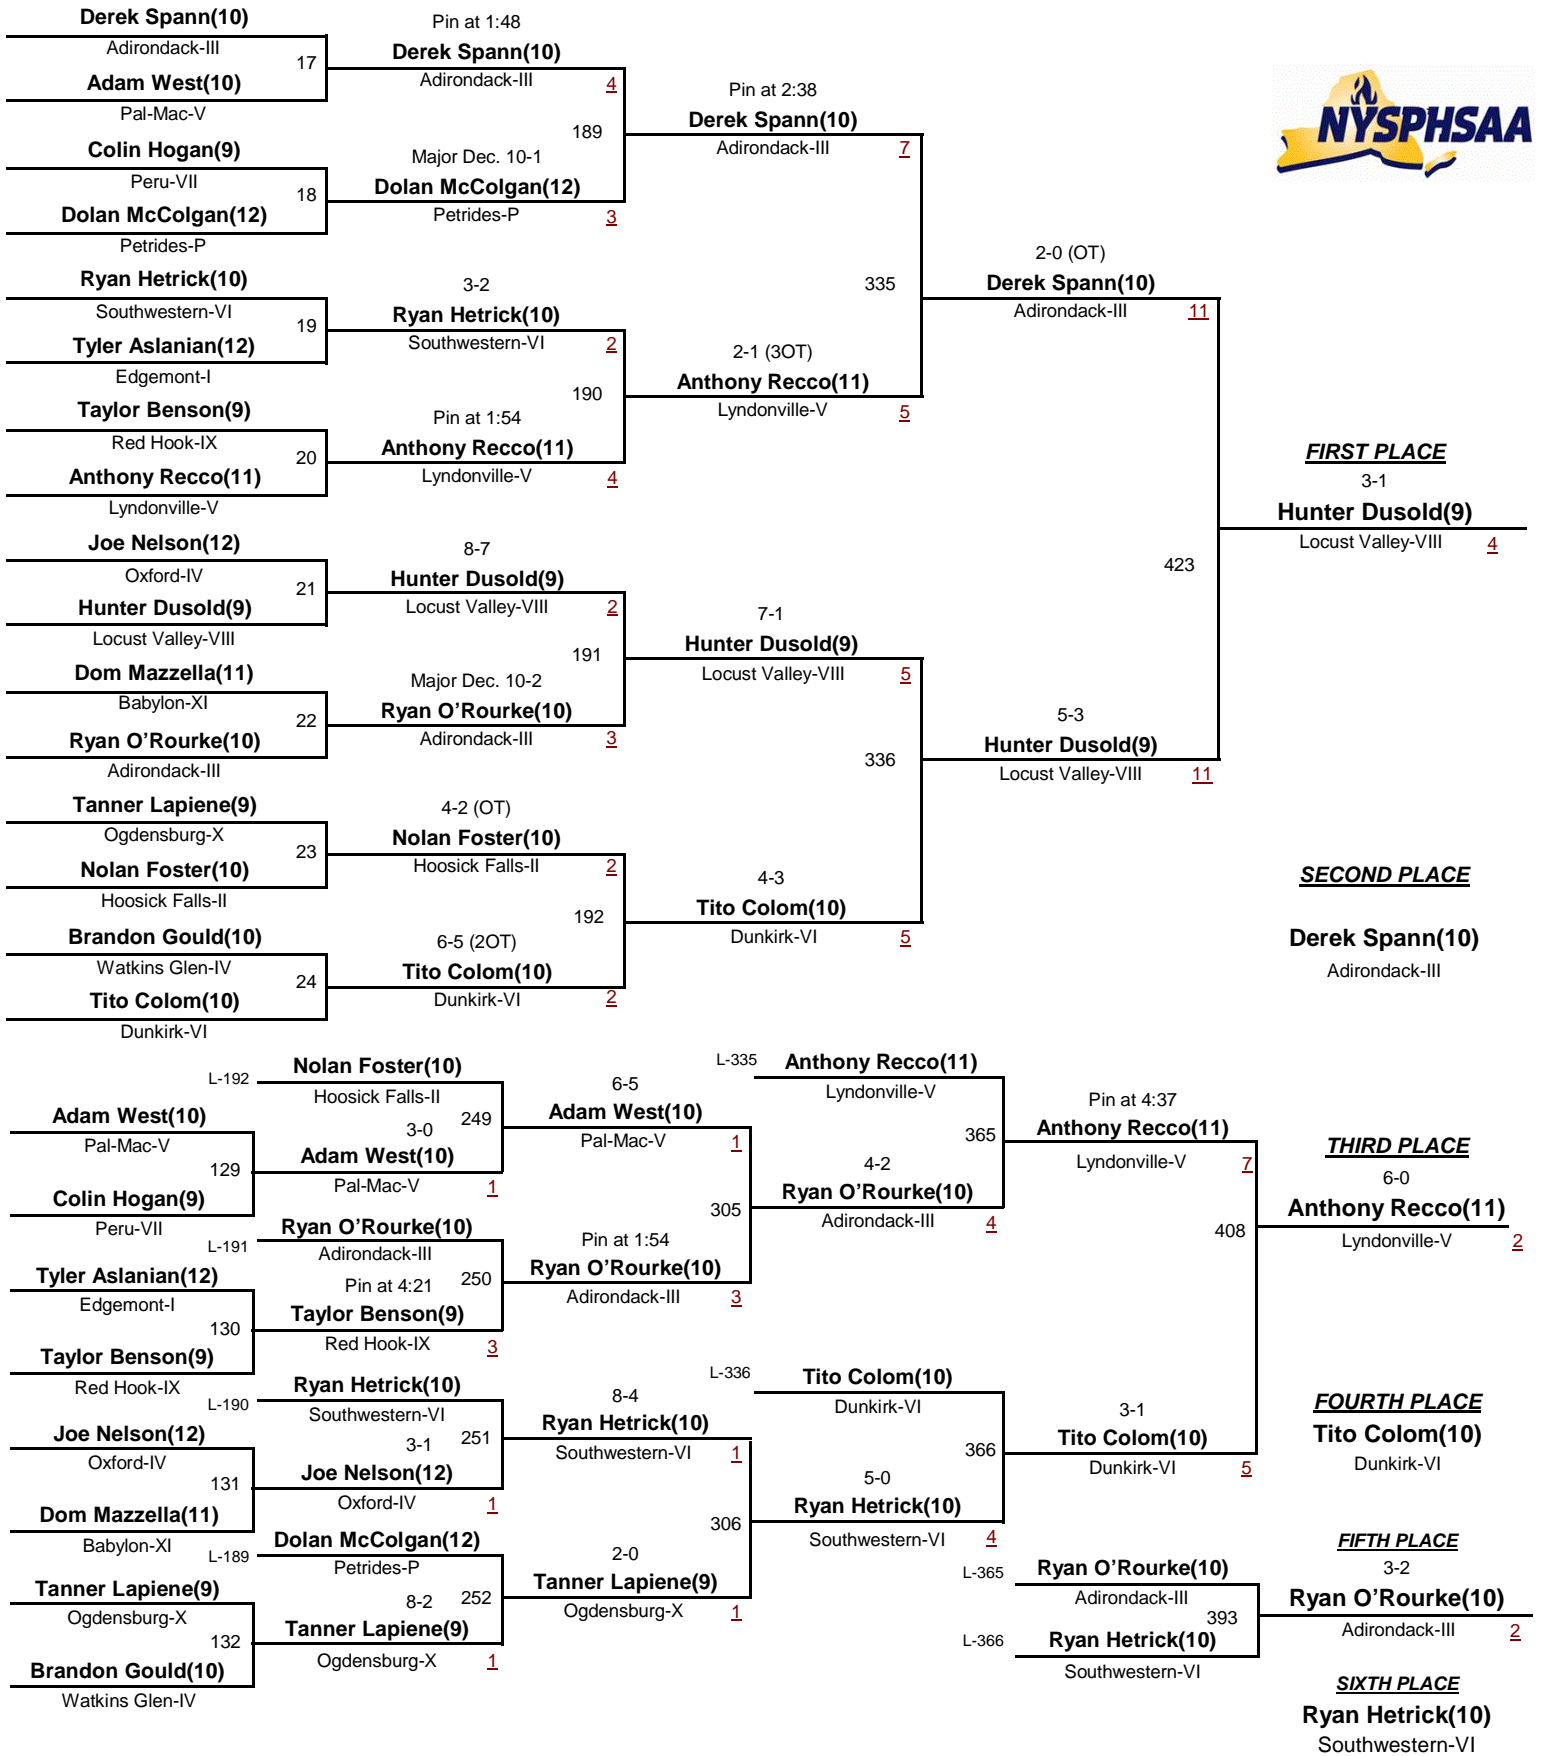 Derek Spann(10)
Adirondack-III
17
Adam West(10)
Pal-Mac-V
Colin Hogan(9)
Peru-VII
18
Dolan McColgan(12)
Petrides-P
Ryan Hetrick(10)
Southwestern-VI
19
Tyler Aslanian(12)
Edgemont-I
Taylor Benson(9)
Red Hook-IX
20
Anthony Recco(11)
Lyndonville-V
Joe Nelson(12)
Oxford-IV
21
Hunter Dusold(9)
Locust Valley-VIII
Dom Mazzella(11)
Babylon-XI
22
Ryan O'Rourke(10)
Adirondack-III
Tanner Lapiene(9)
Ogdensburg-X
23
Nolan Foster(10)
Hoosick Falls-II
Brandon Gould(10)
Watkins Glen-IV
24
Tito Colom(10)
Dunkirk-VI
Pin at 1:48
Derek Spann(10)
Adirondack-III
4
189
Major Dec. 10-1
Dolan McColgan(12)
Petrides-P
3
3-2
Ryan Hetrick(10)
Southwestern-VI
2
190
Pin at 1:54
Anthony Recco(11)
Lyndonville-V
4
8-7
Hunter Dusold(9)
Locust Valley-VIII
2
191
Major Dec. 10-2
Ryan O'Rourke(10)
Adirondack-III
3
4-2 (OT)
Nolan Foster(10)
Hoosick Falls-II
2
192
6-5 (2OT)
Tito Colom(10)
Dunkirk-VI
2
Pin at 2:38
Derek Spann(10)
Adirondack-III
7
335
2-1 (3OT)
Anthony Recco(11)
Lyndonville-V
5
7-1
Hunter Dusold(9)
Locust Valley-VIII
5
336
4-3
Tito Colom(10)
Dunkirk-VI
5
2-0 (OT)
Derek Spann(10)
Adirondack-III
11
423
5-3
Hunter Dusold(9)
Locust Valley-VIII
11
NYSPHSAA
FIRST PLACE
3-1
Hunter Dusold(9)
Locust Valley-VIII
4
SECOND PLACE
Derek Spann(10)
Adirondack-III
Adam West(10)
Pal-Mac-V
129
Colin Hogan(9)
Peru-VII
Tyler Aslanian(12)
Edgemont-I
130
Taylor Benson(9)
Red Hook-IX
Joe Nelson(12)
Oxford-IV
131
Dom Mazzella(11)
Babylon-XI
Tanner Lapiene(9)
Ogdensburg-X
132
Brandon Gould(10)
Watkins Glen-IV
L-192
Nolan Foster(10)
Hoosick Falls-II
249
3-0
Adam West(10)
Pal-Mac-V
1
L-191
Ryan O'Rourke(10)
Adirondack-III
250
Pin at 4:21
Taylor Benson(9)
Red Hook-IX
3
L-190
Ryan Hetrick(10)
Southwestern-VI
251
3-1
Joe Nelson(12)
Oxford-IV
1
L-189
Dolan McColgan(12)
Petrides-P
252
8-2
Tanner Lapiene(9)
Ogdensburg-X
1
6-5
Adam West(10)
Pal-Mac-V
1
305
Pin at 1:54
Ryan O'Rourke(10)
Adirondack-III
3
8-4
Ryan Hetrick(10)
Southwestern-VI
1
306
2-0
Tanner Lapiene(9)
Ogdensburg-X
1
L-335
Anthony Recco(11)
Lyndonville-V
365
4-2
Ryan O'Rourke(10)
Adirondack-III
4
L-336
Tito Colom(10)
Dunkirk-VI
366
5-0
Ryan Hetrick(10)
Southwestern-VI
4
Pin at 4:37
Anthony Recco(11)
Lyndonville-V
7
408
3-1
Tito Colom(10)
Dunkirk-VI
5
THIRD PLACE
6-0
Anthony Recco(11)
Lyndonville-V
2
FOURTH PLACE
Tito Colom(10)
Dunkirk-VI
L-365
Ryan O'Rourke(10)
Adirondack-III
393
L-366
Ryan Hetrick(10)
Southwestern-VI
FIFTH PLACE
3-2
Ryan O'Rourke(10)
Adirondack-III
2
SIXTH PLACE
Ryan Hetrick(10)
Southwestern-VI